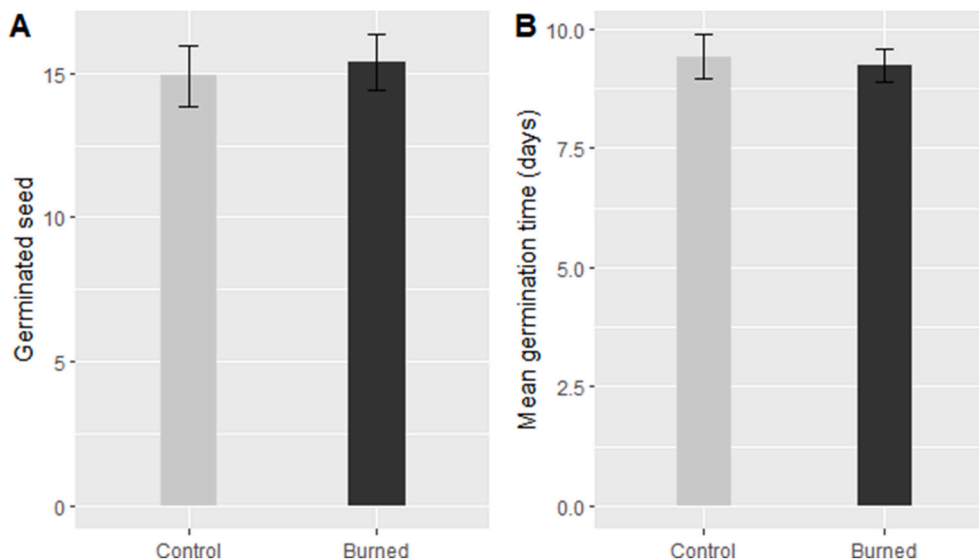 A
Germinated seed
15
10
5
0
Control
Burned
B
Mean germination time (days)
10.0
7.5
5.0
2.5
0.0
Control
Burned